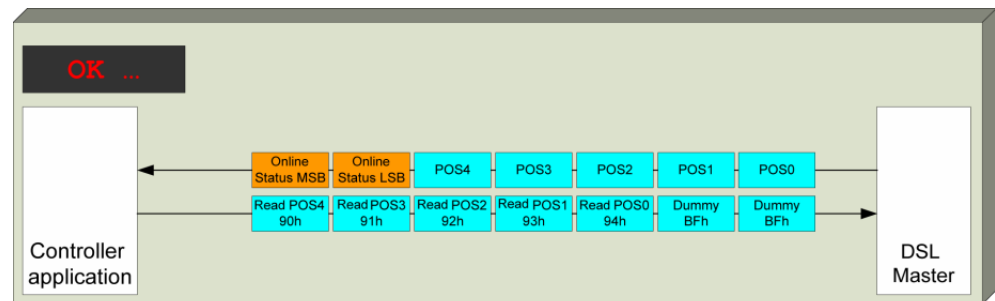 OK ...
Online Status MSB
Online Status LSB
POS4
POS3
POS2
POS1
POS0
Read POS4 90h
Read POS3 91h
Read POS2 92h
Read POS1 93h
Read POS0 94h
Dummy BFh
Dummy BFh
Controller application
DSL Master